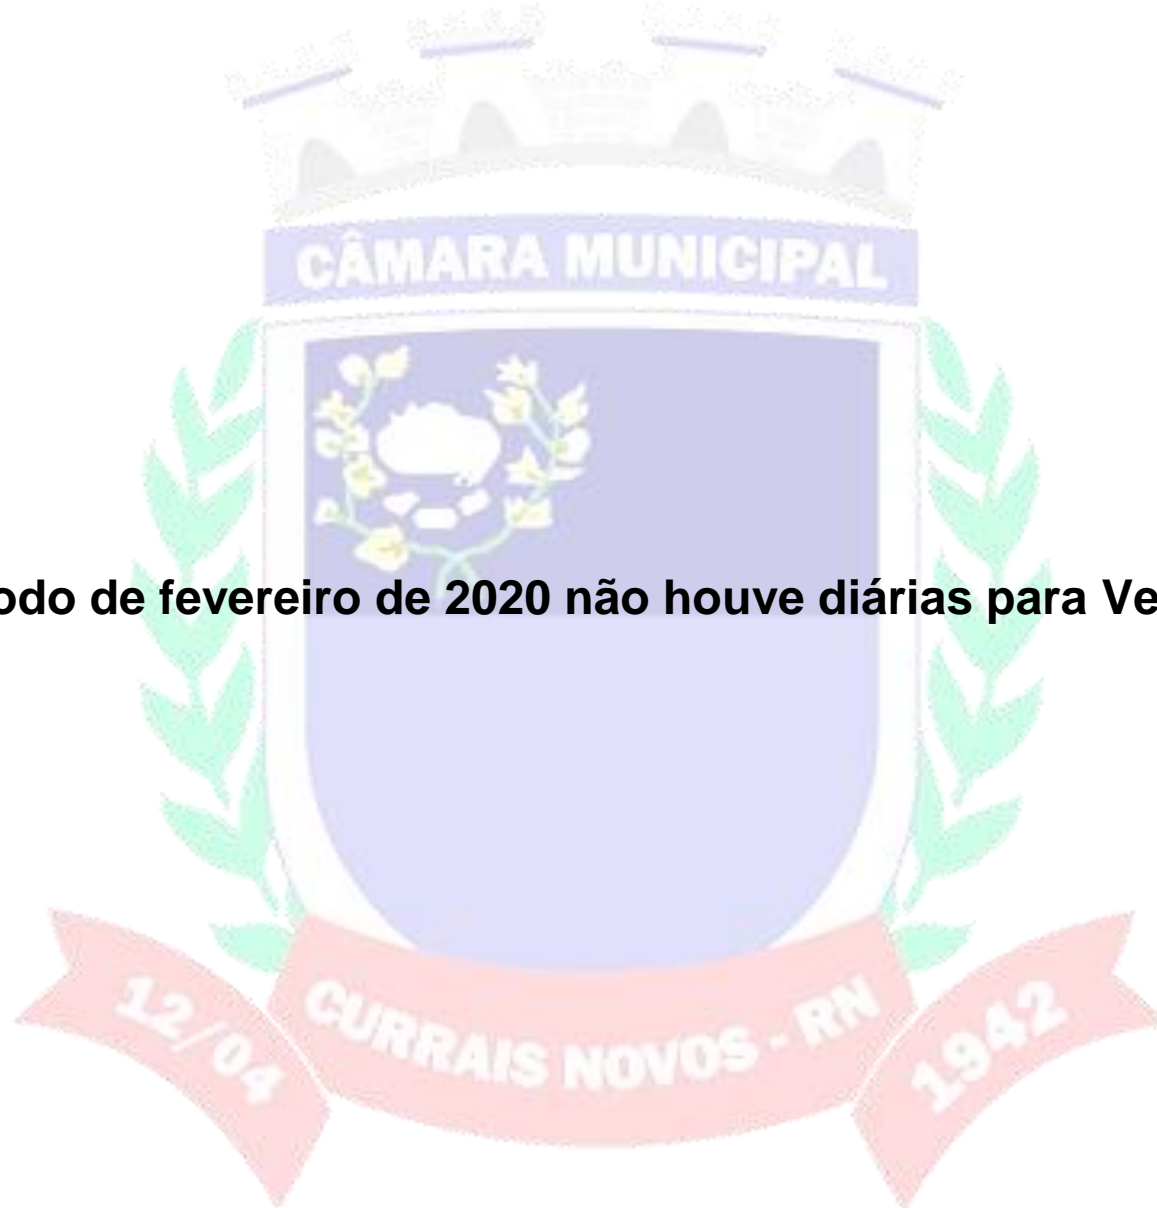 CÂMARA MUNICIPAL
odo de fevereiro de 2020 não houve diárias para Ve
12/04
CURRAIS NOVOS - RN
1942